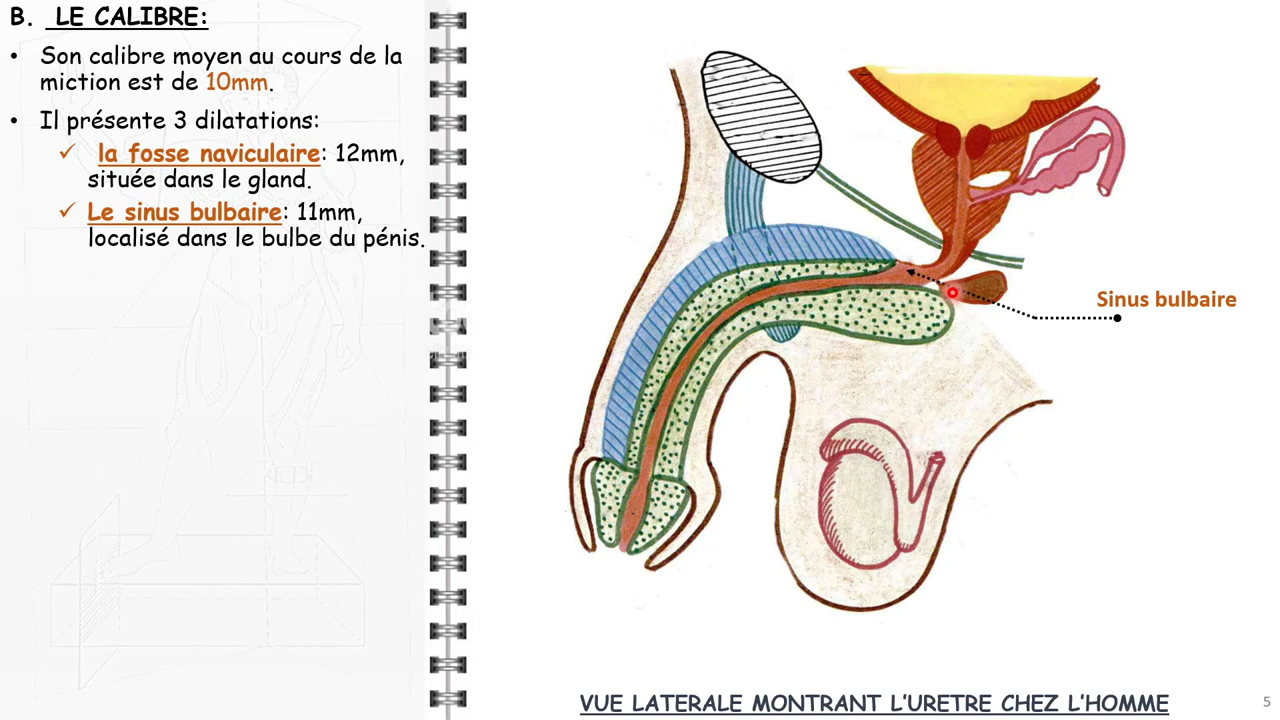 B. LE CALIBRE:
• Son calibre moyen au cours de la
miction est de 10mm.
• Il présente 3 dilatations:
✓ la fosse naviculaire: 12mm,
située dans le gland.
✓ Le sinus bulbaire: 11mm,
localisé dans le bulbe du pénis.
Sinus bulbaire
VUE LATERALE MONTRANT L'URETRE CHEZ L'HOMME
5